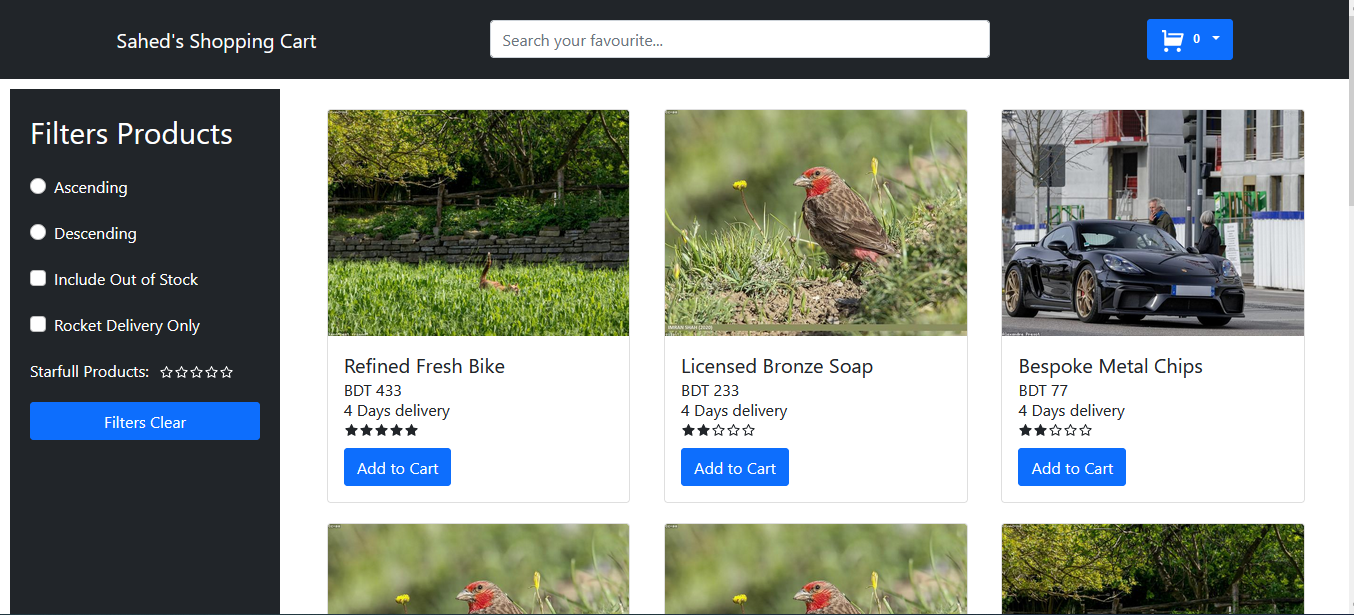 Sahed's Shopping Cart
Search your favourite...
0
Filters Products
Ascending
Descending
Include Out of Stock
Rocket Delivery Only
Starfull Products:
Filters Clear
Refined Fresh Bike
BDT 433
4 Days delivery
Add to Cart
Licensed Bronze Soap
BDT 233
4 Days delivery
Add to Cart
Bespoke Metal Chips
BDT 77
4 Days delivery
Add to Cart